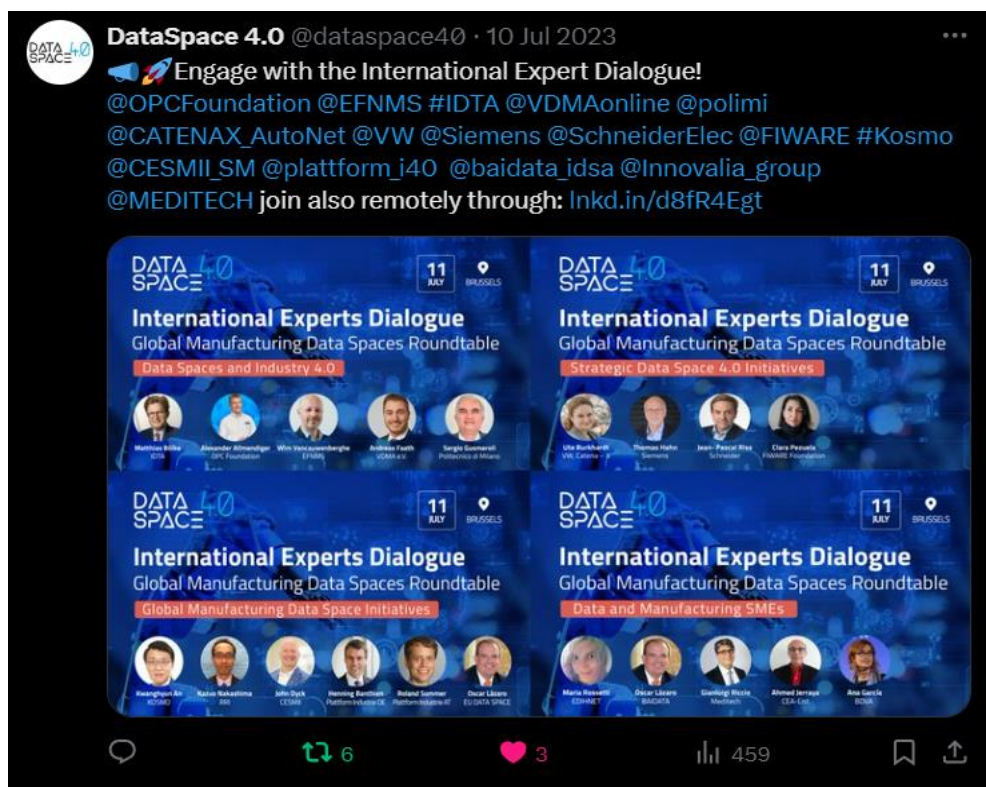 DATA
SPACE 4.0
DataSpace 4.0 @dataspace40 · 10 Jul 2023
📣🚀Engage with the International Expert Dialogue!
@OPCFoundation @EFNMS #IDTA @VDMAonline @polimi
@CATENAX_AutoNet @VW @Siemens @SchneiderElec @FIWARE #Kosmo
@CESMII_SM @plattform_i40 @baidata_idsa @Innovalia_group
@MEDITECH join also remotely through: lnkd.in/d8fR4Egt
DATA
SPACE 4.0
11
JULY
BRUSSELS
International Experts Dialogue
Global Manufacturing Data Spaces Roundtable
Data Spaces and Industry 4.0
Matthias Bölke Alexander Allmendinger Wim Vancauwenberghe Andreas Faath Sergio Gusmeroli
IDTA OPC Foundation EFNMS VDMA e.V. Politecnico di Milano
DATA
SPACE 4.0
11
JULY
BRUSSELS
International Experts Dialogue
Global Manufacturing Data Spaces Roundtable
Strategic Data Space 4.0 Initiatives
Ute Burkhardt Thomas Hahn Jean- Pascal Riss Clara Pezuela
VW, Catena – X Siemens Schneider FIWARE Foundation
DATA
SPACE 4.0
11
JULY
BRUSSELS
International Experts Dialogue
Global Manufacturing Data Spaces Roundtable
Global Manufacturing Data Space Initiatives
Kwanghyun An Kazuo Nakashima John Dyck Henning Banthien Roland Sommer Oscar Lázaro
KOSMO RRI CESMII Plattform Industrie DE Plattform Industrie AT EU DATA SPACE
DATA
SPACE 4.0
11
JULY
BRUSSELS
International Experts Dialogue
Global Manufacturing Data Spaces Roundtable
Data and Manufacturing SMEs
Maria Rossetti Oscar Lázaro Gianluigi Riccio Ahmed Jerraya Ana García
EDIHNET BAIDATA Meditech CEA-List BDVA
6
3
459